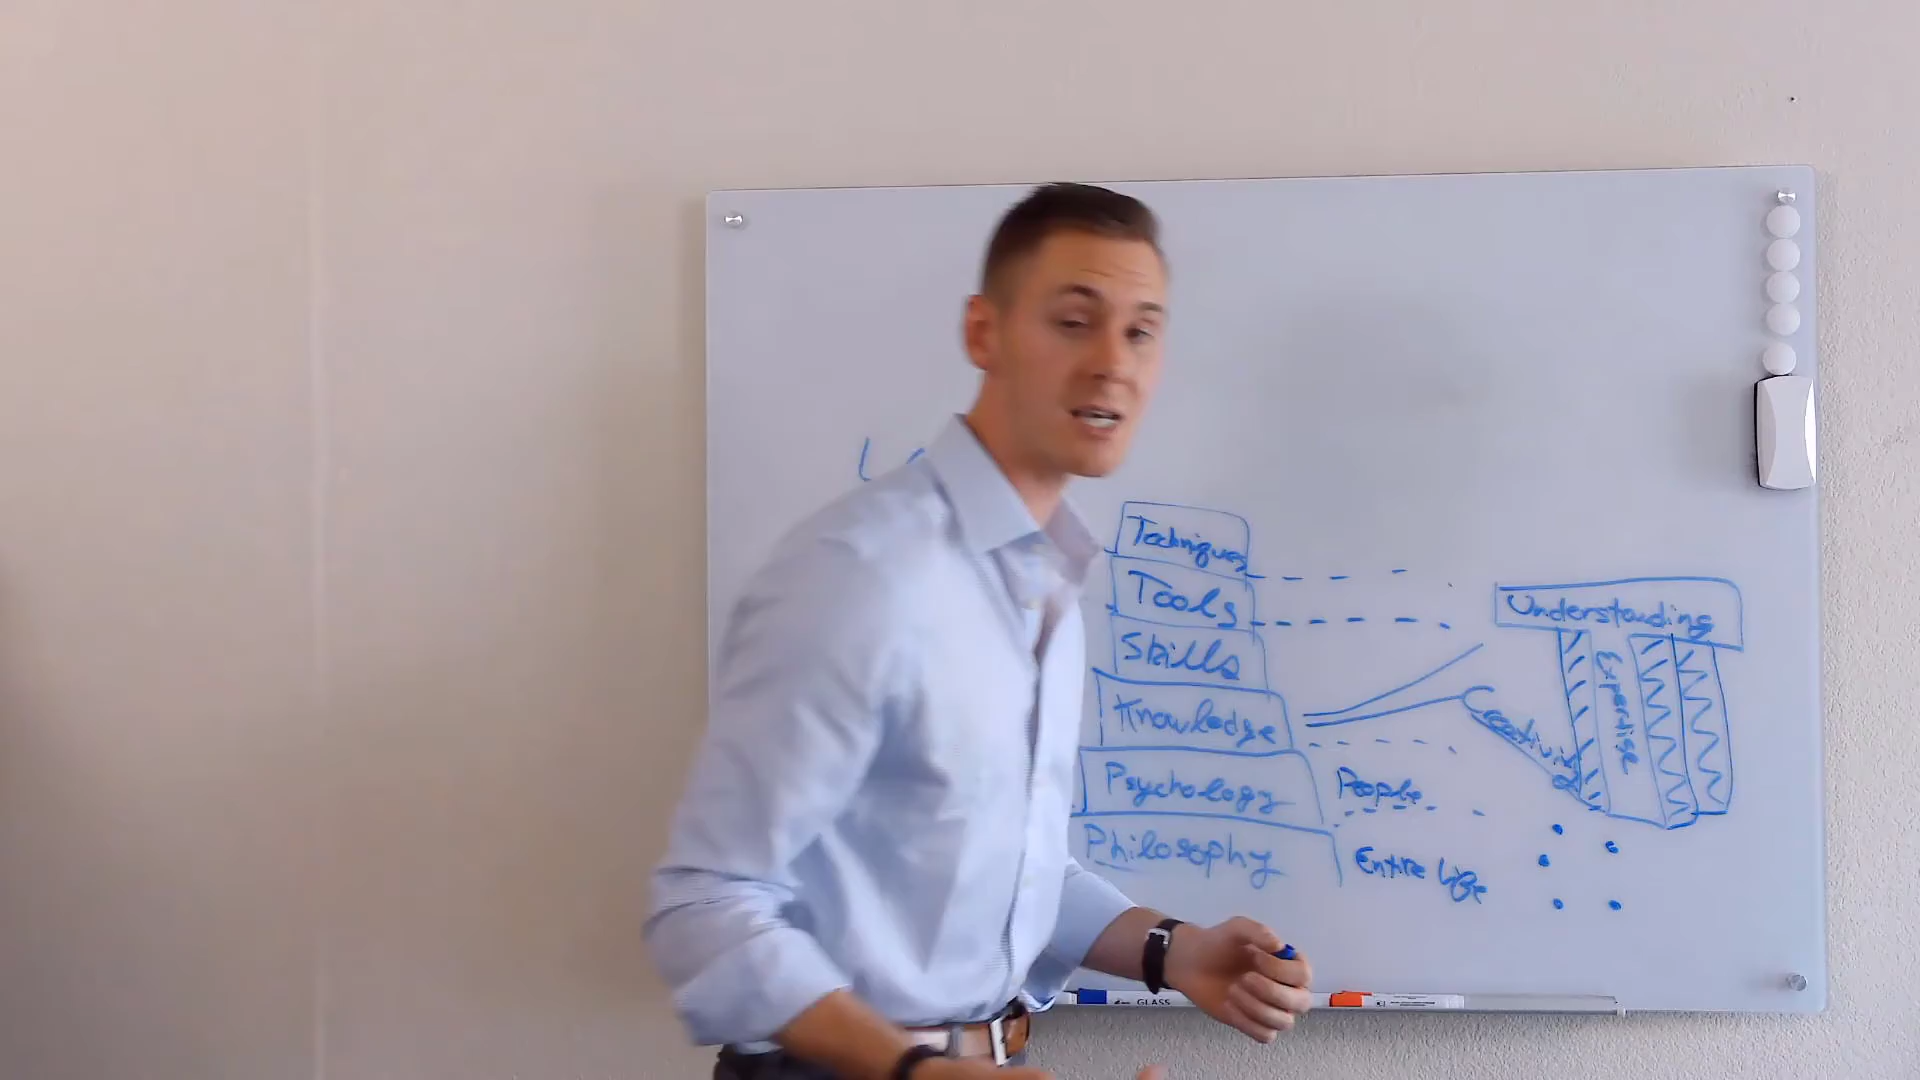 Techniques
Tools
Skills
Knowledge
Psychology
Philosophy
People
Entire life
Creativity
Understanding
Expertise
GLASS